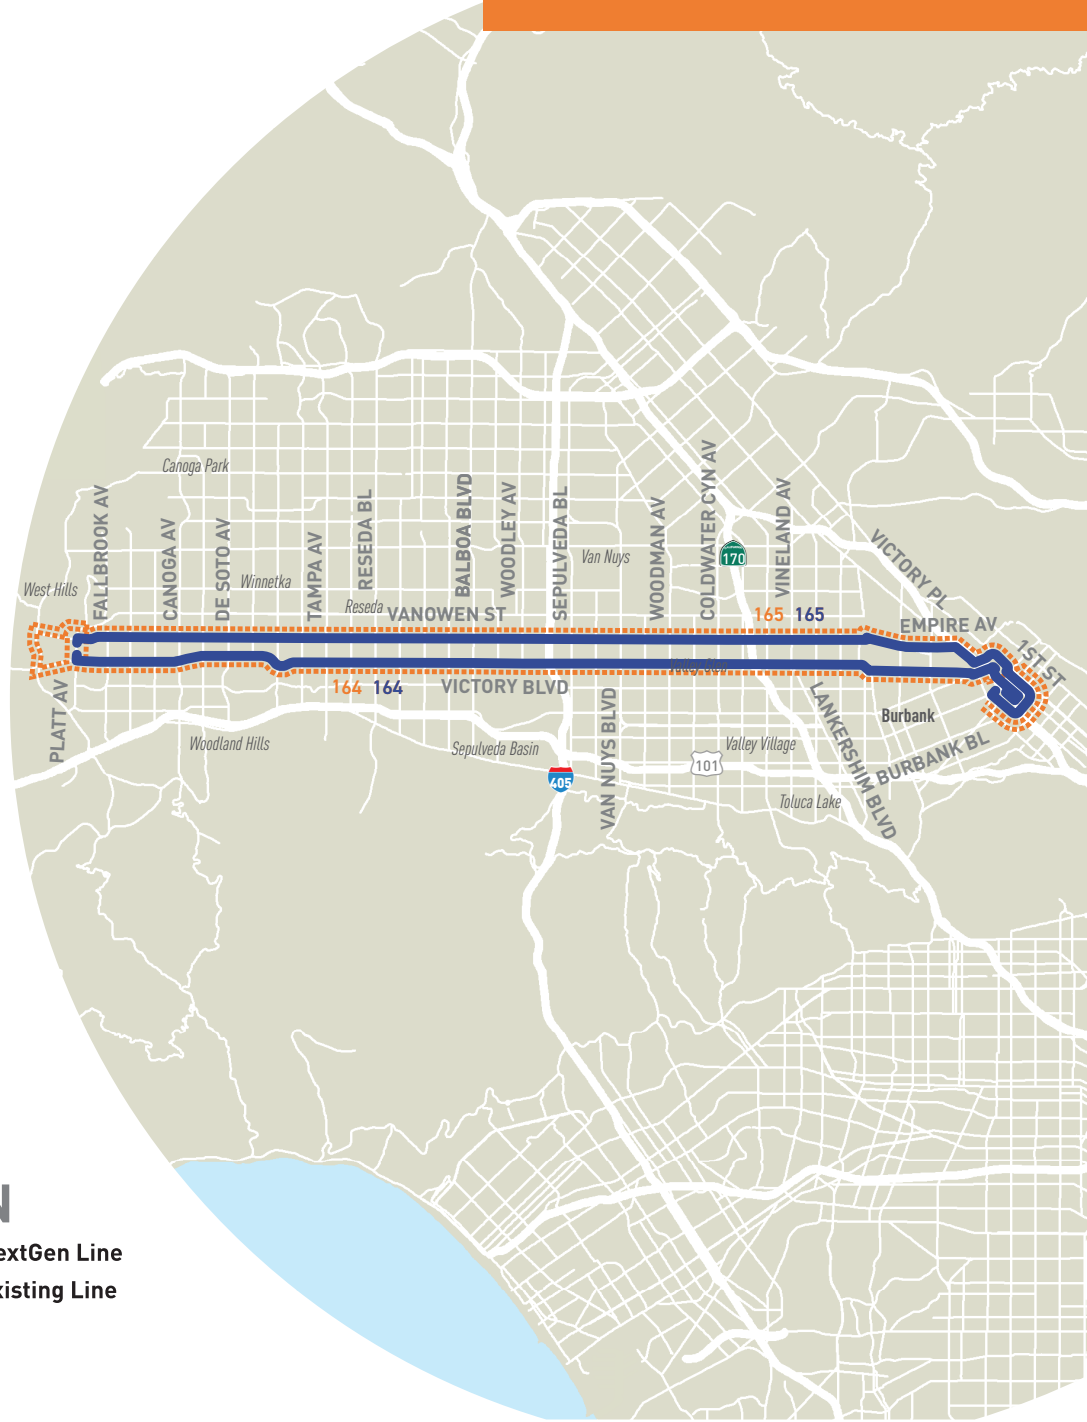 Canoga Park
FALLBROOK AV
CANOGA AV
DE SOTO AV
TAMPA AV
RESEDA BL
BALBOA BLVD
WOODLEY AV
SEPULVEDA BL
WOODMAN AV
COLDWATER CYN AV
VINELAND AV
VICTORY PL
170
Van Nuys
West Hills
Winnetka
Reseda
VANOWEN ST
165 165
EMPIRE AV
1ST ST
Valley Glen
164 164
VICTORY BLVD
PLATT AV
VAN NUYS BLVD
LANKERSHIM BLVD
Burbank
BURBANK BL
Woodland Hills
Sepulveda Basin
Valley Village
101
405
Toluca Lake
N
extGen Line
xisting Line